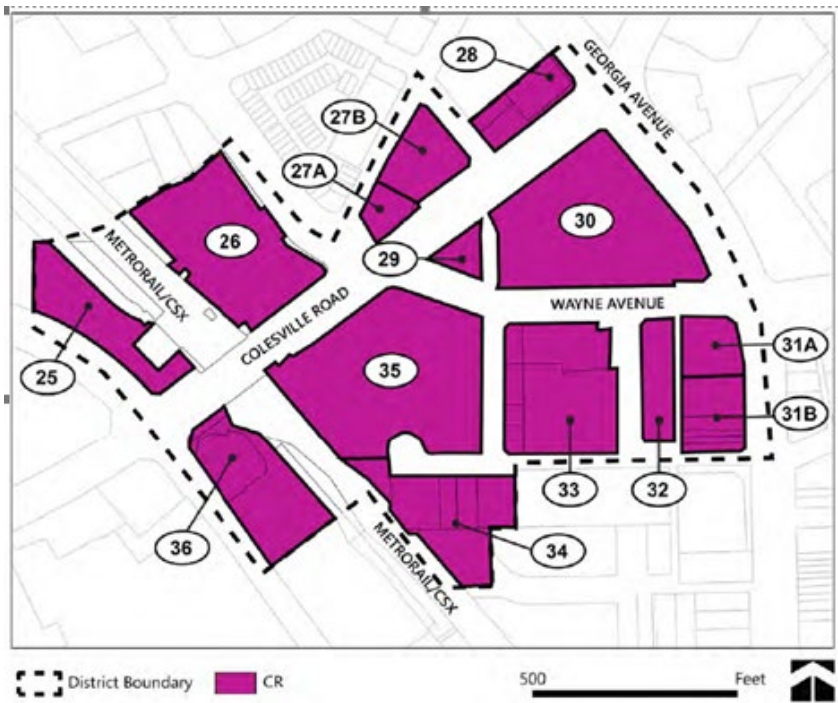 GEORGIA AVENUE
28
27B
27A
30
26
29
METRORAIL/CSX
WAYNE AVENUE
COLESVILLE ROAD
25
31A
35
31B
36
33
32
34
METRORAIL/CSX
District Boundary
CR
500 Feet